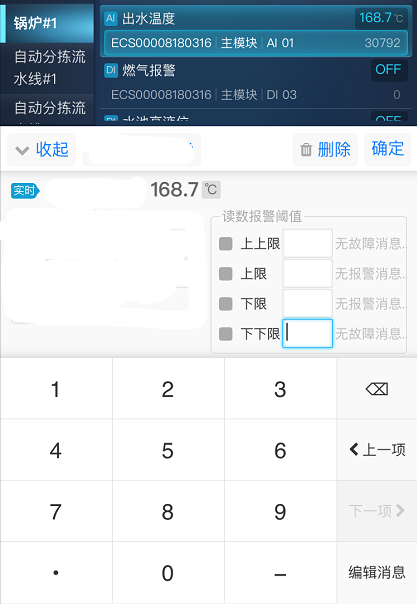 锅炉#1
AI 出水温度 168.7 ℃
ECS00008180316 主模块 AI 01 30792
自动分拣流
水线#1
DI 燃气报警 OFF
ECS00008180316 主模块 DI 03 0
自动分拣流
收起 删除 确定
实时 168.7 ℃
读数报警阈值
上上限 无故障消息..
上限 无报警消息..
下限 无报警消息..
下下限 无故障消息..
1 2 3
4 5 6 上一项
7 8 9 下一项
· 0 − 编辑消息